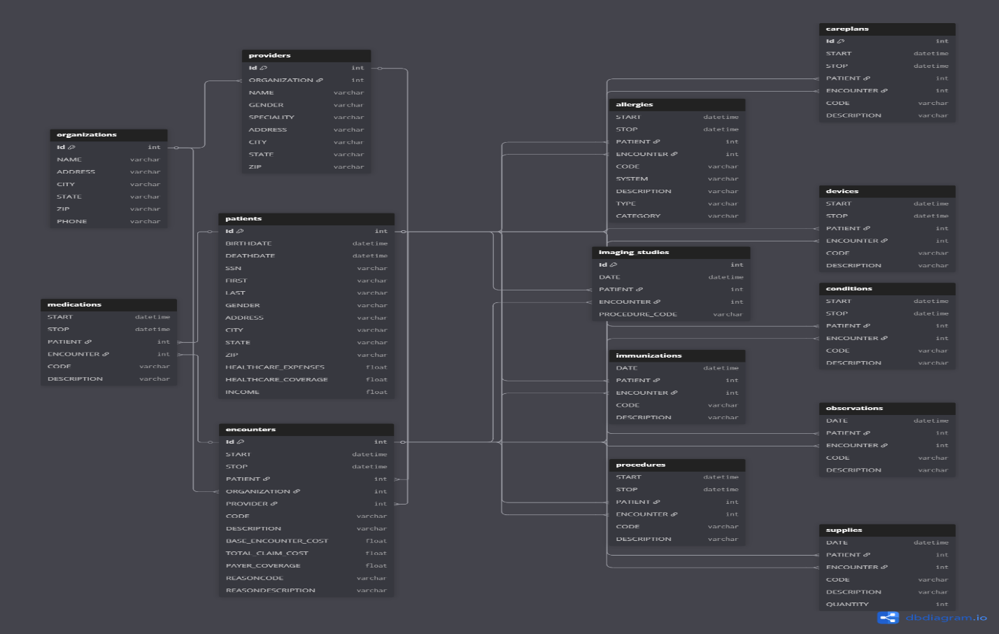 organizations
Id int
NAME varchar
ADDRESS varchar
CITY varchar
STATE varchar
ZIP varchar
PHONE varchar
medications
START datetime
STOP datetime
PATIENT int
ENCOUNTER int
CODE varchar
DESCRIPTION varchar
providers
Id int
ORGANIZATION int
NAME varchar
GENDER varchar
SPECIALITY varchar
ADDRESS varchar
CITY varchar
STATE varchar
ZIP varchar
patients
Id int
BIRTHDATE datetime
DEATHDATE datetime
SSN varchar
FIRST varchar
LAST varchar
GENDER varchar
ADDRESS varchar
CITY varchar
STATE varchar
ZIP varchar
HEALTHCARE_EXPENSES float
HEALTHCARE_COVERAGE float
INCOME float
encounters
Id int
START datetime
STOP datetime
PATIENT int
ORGANIZATION int
PROVIDER int
CODE varchar
DESCRIPTION varchar
BASE_ENCOUNTER_COST float
TOTAL_CLAIM_COST float
PAYER_COVERAGE float
REASONCODE varchar
REASONDESCRIPTION varchar
allergies
START datetime
STOP datetime
PATIENT int
ENCOUNTER int
CODE varchar
SYSTEM varchar
DESCRIPTION varchar
TYPE varchar
CATEGORY varchar
imaging_studies
Id int
DATE datetime
PATIENT int
ENCOUNTER int
PROCEDURE_CODE varchar
immunizations
DATE datetime
PATIENT int
ENCOUNTER int
CODE varchar
DESCRIPTION varchar
procedures
START datetime
STOP datetime
PATIENT int
ENCOUNTER int
CODE varchar
DESCRIPTION varchar
careplans
Id int
START datetime
STOP datetime
PATIENT int
ENCOUNTER int
CODE varchar
DESCRIPTION varchar
devices
START datetime
STOP datetime
PATIENT int
ENCOUNTER int
CODE varchar
DESCRIPTION varchar
conditions
START datetime
STOP datetime
PATIENT int
ENCOUNTER int
CODE varchar
DESCRIPTION varchar
observations
DATE datetime
PATIENT int
ENCOUNTER int
CODE varchar
DESCRIPTION varchar
supplies
DATE datetime
PATIENT int
ENCOUNTER int
CODE varchar
DESCRIPTION varchar
QUANTITY int
dbdiagram.io